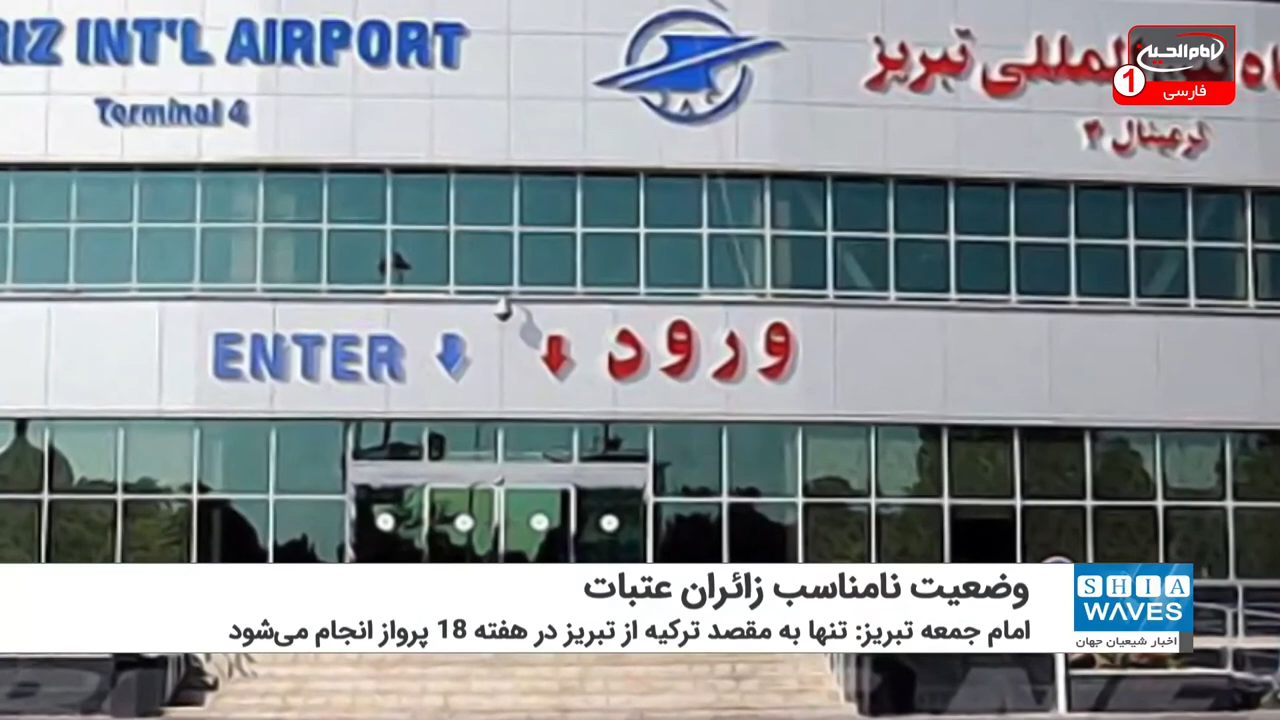 RIZ INT'L AIRPORT
Terminal 4
المللی تبریز
ترمینال ۴
امام الحسین
1
فارسی
ENTER
ورود
وضعیت نامناسب زائران عتبات
امام جمعه تبریز: تنها به مقصد ترکیه از تبریز در هفته 18 پرواز انجام می‌شود
SHIA
WAVES
اخبار شیعیان جهان